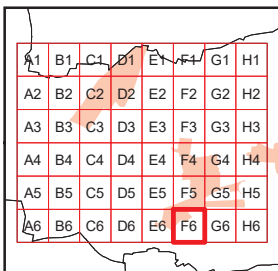 A1 B1 C1 D1 E1 F1 G1 H1
A2 B2 C2 D2 E2 F2 G2 H2
A3 B3 C3 D3 E3 F3 G3 H3
A4 B4 C4 D4 E4 F4 G4 H4
A5 B5 C5 D5 E5 F5 G5 H5
A6 B6 C6 D6 E6 F6 G6 H6